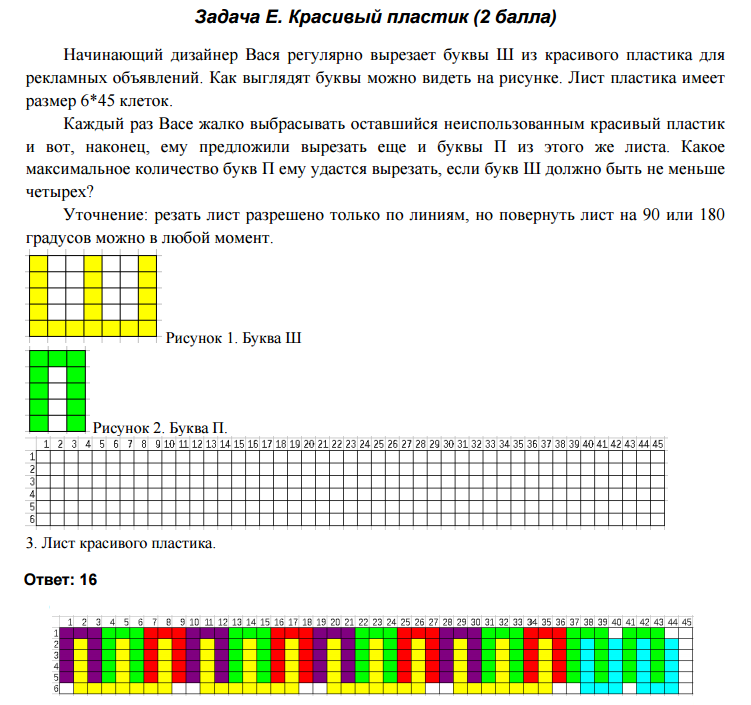 Задача E. Красивый пластик (2 балла)
Начинающий дизайнер Вася регулярно вырезает буквы Ш из красивого пластика для
рекламных объявлений. Как выглядят буквы можно видеть на рисунке. Лист пластика имеет
размер 6*45 клеток.
Каждый раз Васе жалко выбрасывать оставшийся неиспользованным красивый пластик
и вот, наконец, ему предложили вырезать еще и буквы П из этого же листа. Какое
максимальное количество букв П ему удастся вырезать, если букв Ш должно быть не меньше
четырех?
Уточнение: резать лист разрешено только по линиям, но повернуть лист на 90 или 180
градусов можно в любой момент.
Рисунок 1. Буква Ш
Рисунок 2. Буква П.
1 2 3 4 5 6 7 8 9 10 11 12 13 14 15 16 17 18 19 20 21 22 23 24 25 26 27 28 29 30 31 32 33 34 35 36 37 38 39 40 41 42 43 44 45
1
2
3
4
5
6
3. Лист красивого пластика.
Ответ: 16
1 2 3 4 5 6 7 8 9 10 11 12 13 14 15 16 17 18 19 20 21 22 23 24 25 26 27 28 29 30 31 32 33 34 35 36 37 38 39 40 41 42 43 44 45
1
2
3
4
5
6